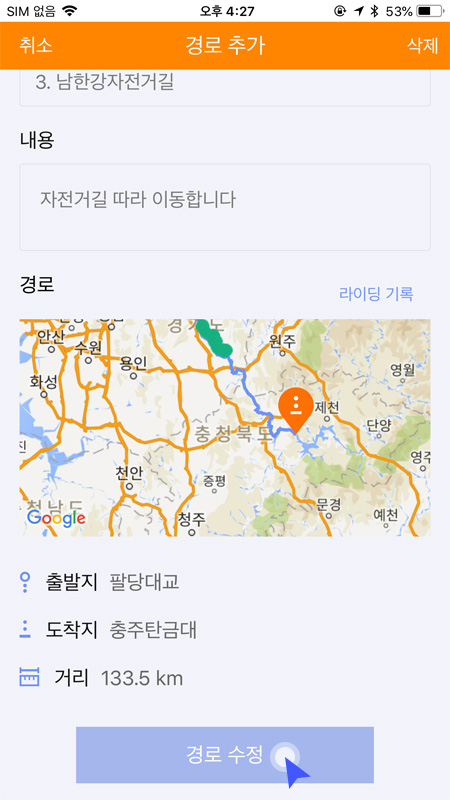 SIM 없음 오후 4:27 53%
취소 경로 추가 삭제
3. 남한강자전거길
내용
자전거길 따라 이동합니다
경로
라이딩 기록
경기도
원주
안산
수원
용인
영월
화성
제천
단양
충청북도
영주
천안
증평
문경
예천
청남도
Google
청주
출발지 팔당대교
도착지 충주탄금대
거리 133.5 km
경로 수정